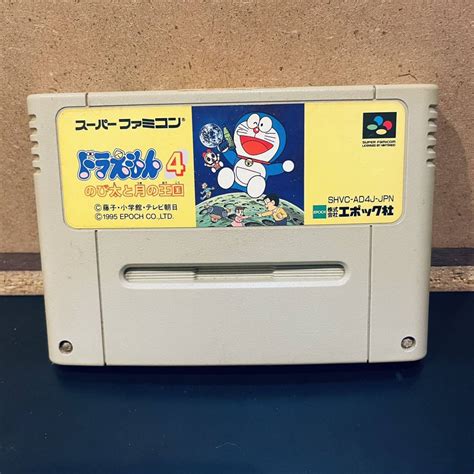 スーパーファミコン
ドラえもん4
のび太と月の王国
©藤子・小学館・テレビ朝日
©1995 EPOCH CO., LTD.
SUPER FAMICOM
LICENSED BY NINTENDO
SHVC-AD4J-JPN
EPOCH 株式会社 エポック社